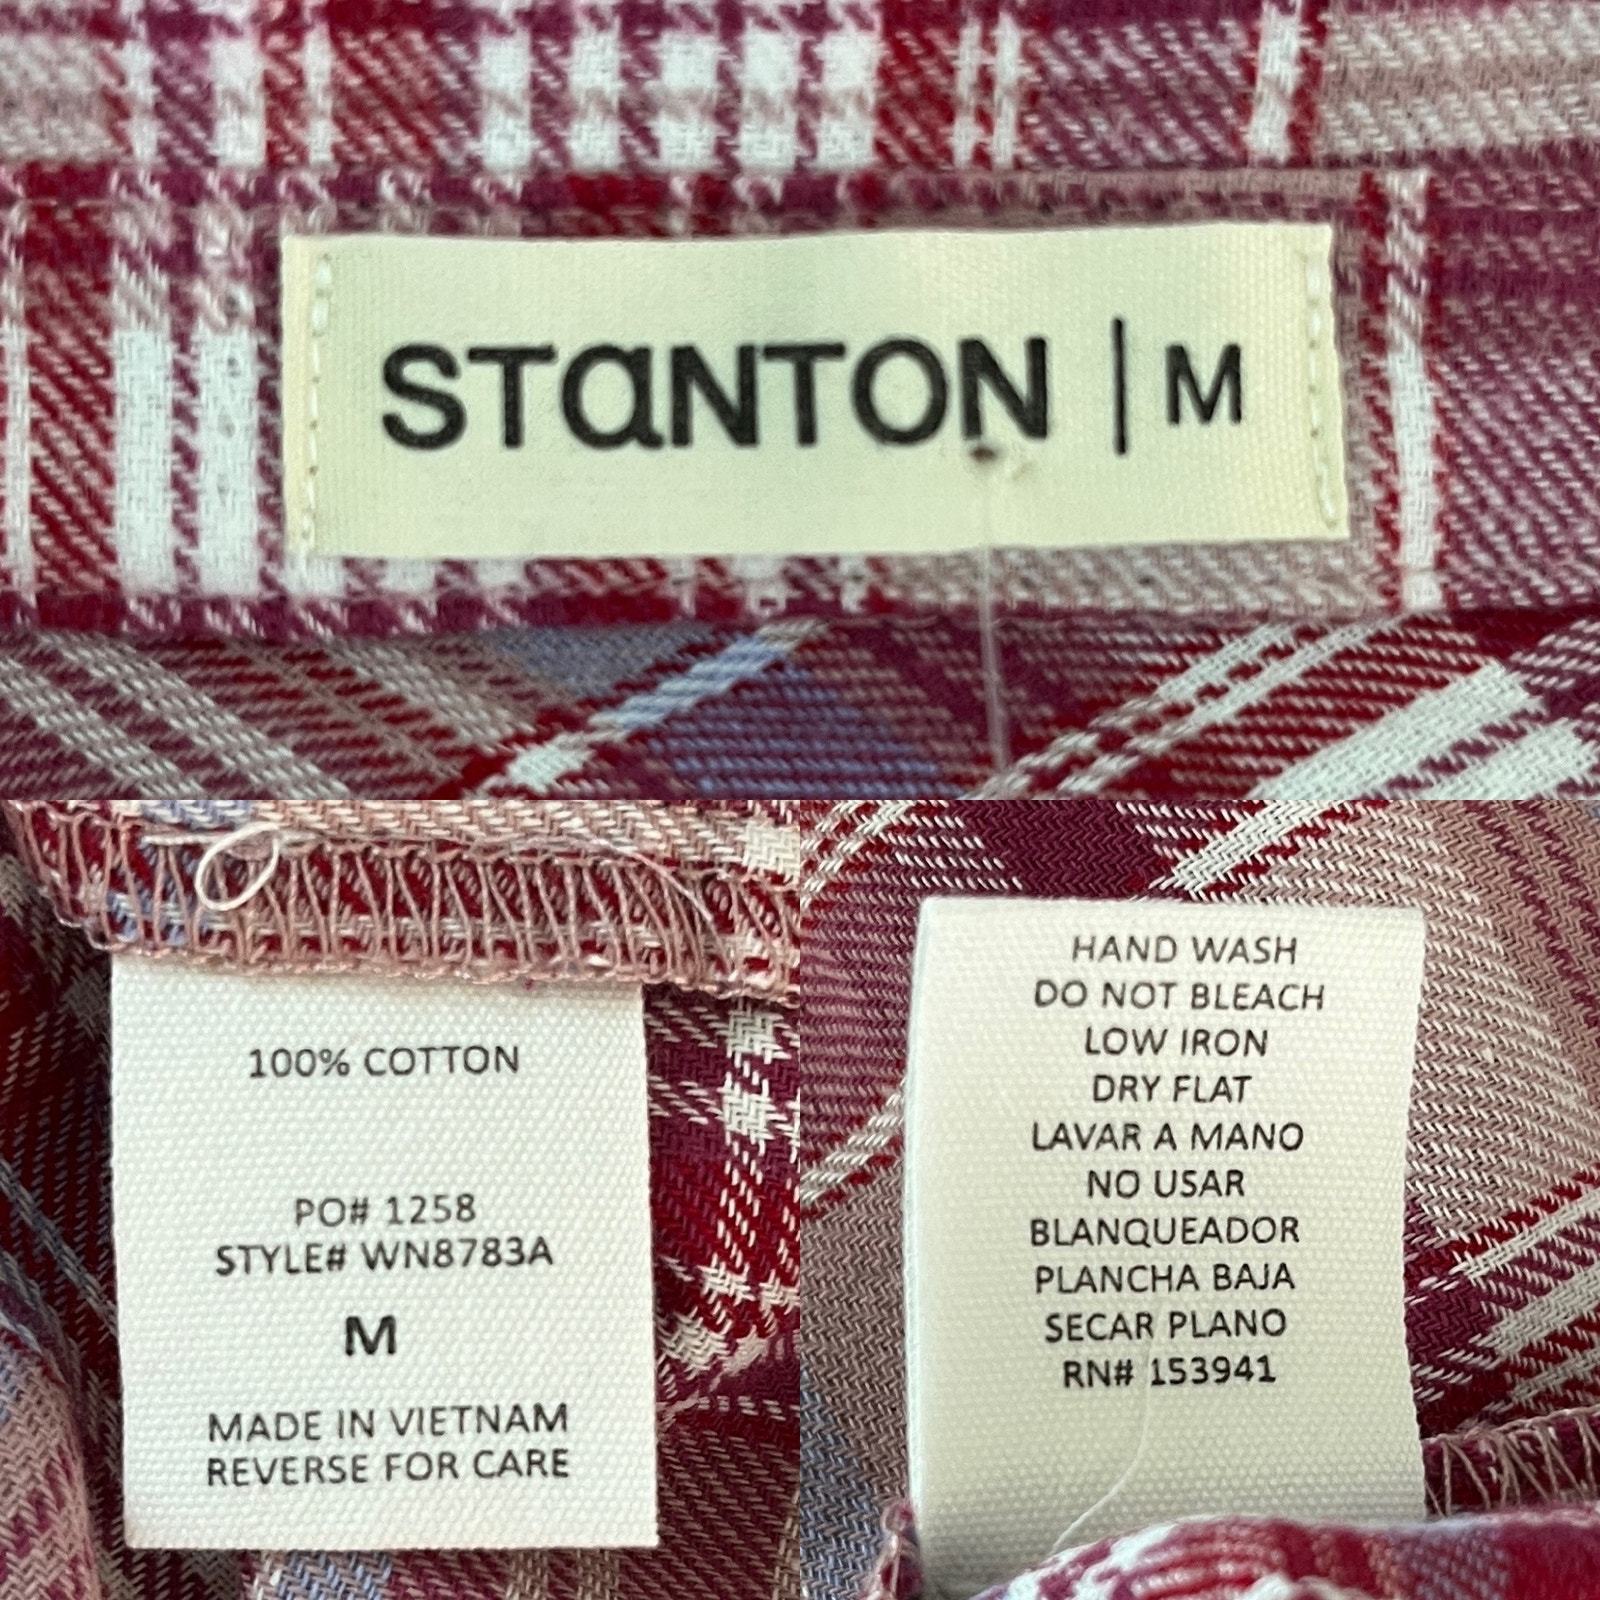 STaNTON | M
100% COTTON
PO# 1258
STYLE# WN8783A
M
MADE IN VIETNAM
REVERSE FOR CARE
HAND WASH
DO NOT BLEACH
LOW IRON
DRY FLAT
LAVAR A MANO
NO USAR
BLANQUEADOR
PLANCHA BAJA
SECAR PLANO
RN# 153941